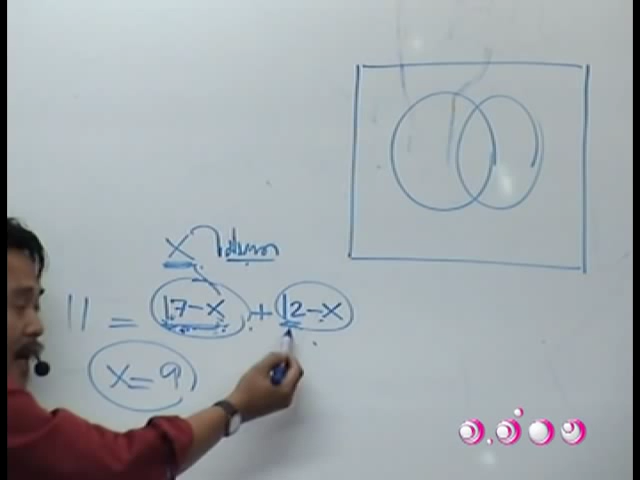 x
11 = 17-x + 12-x
x=9